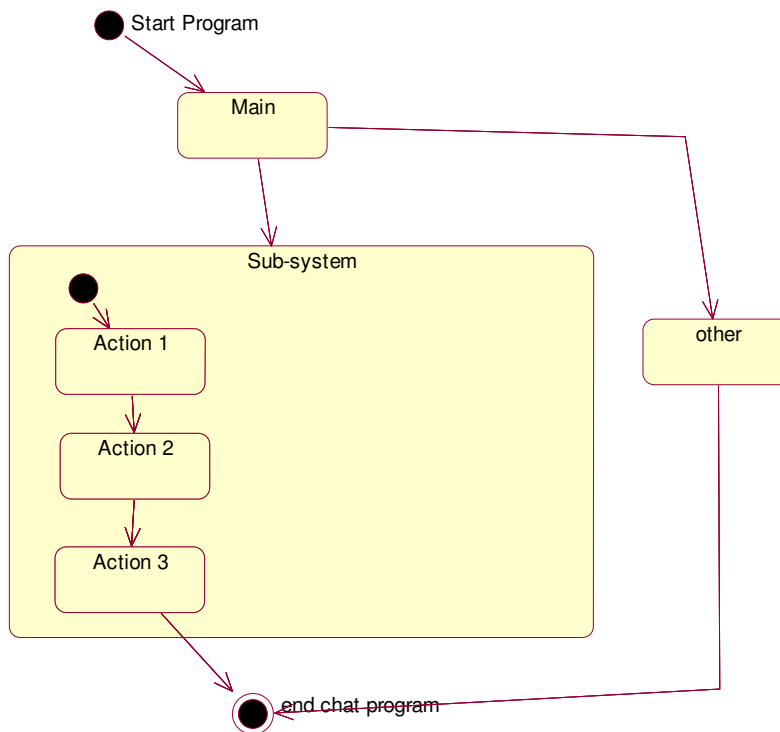 Start Program
Main
Sub-system
Action 1
other
Action 2
Action 3
end chat program